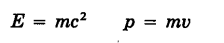 E = mc² p = mv